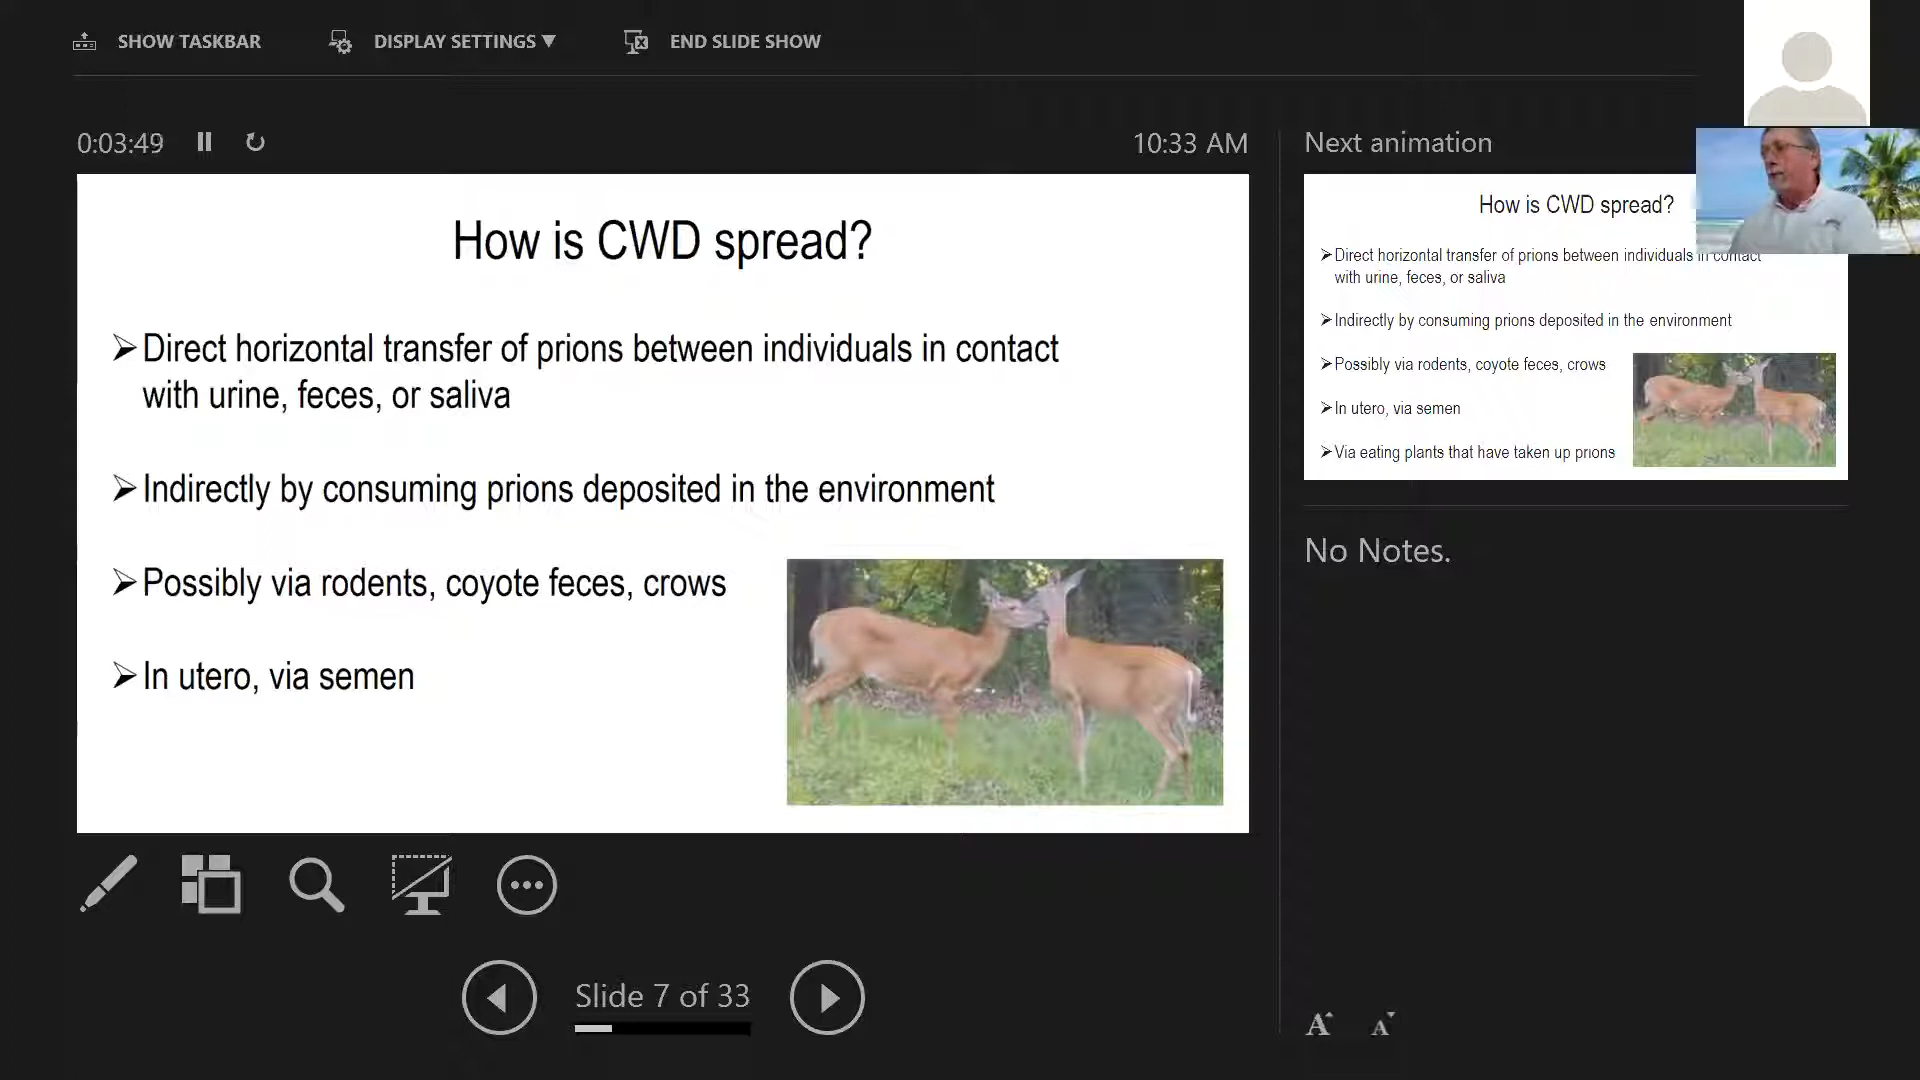 SHOW TASKBAR
DISPLAY SETTINGS ▼
END SLIDE SHOW
0:03:49
10:33 AM
How is CWD spread?
➢Direct horizontal transfer of prions between individuals in contact
with urine, feces, or saliva
➢Indirectly by consuming prions deposited in the environment
➢Possibly via rodents, coyote feces, crows
➢In utero, via semen
Slide 7 of 33
Next animation
How is CWD spread?
➢Direct horizontal transfer of prions between individuals in contact
with urine, feces, or saliva
➢Indirectly by consuming prions deposited in the environment
➢Possibly via rodents, coyote feces, crows
➢In utero, via semen
➢Via eating plants that have taken up prions
No Notes.
A A